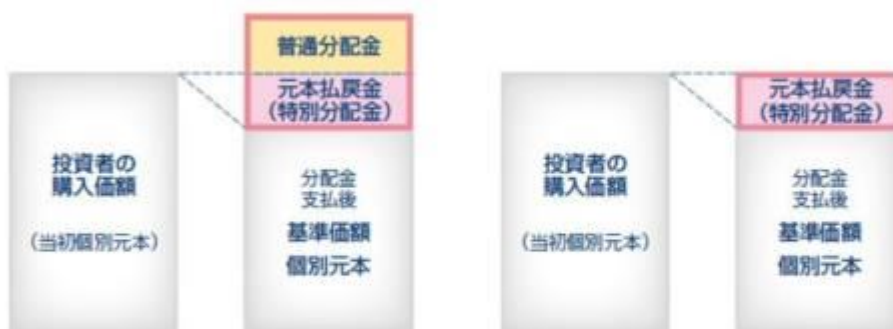 普通分配金
元本払戻金
(特別分配金)
投資者の
購入価額
(当初個別元本)
分配金
支払後
基準価額
個別元本
元本払戻金
(特別分配金)
投資者の
購入価額
(当初個別元本)
分配金
支払後
基準価額
個別元本